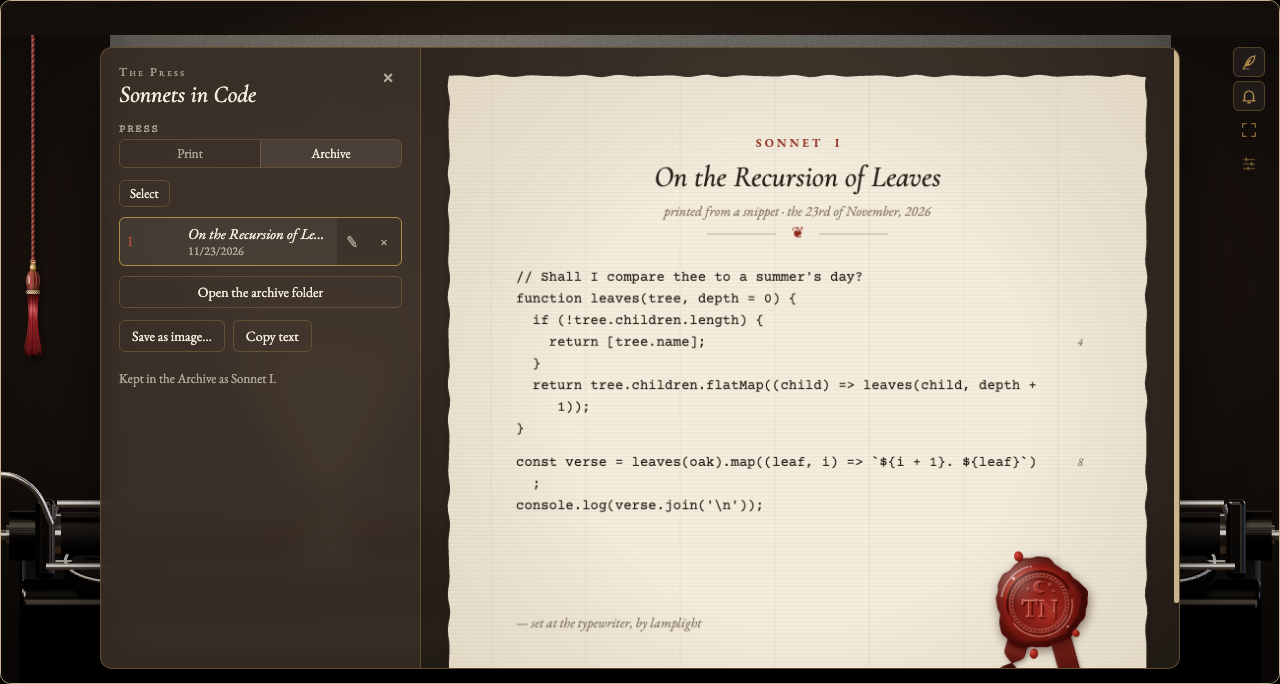 The Press
Sonnets in Code
PRESS
Print
Archive
Select
I
On the Recursion of Le...
11/23/2026
Open the archive folder
Save as image...
Copy text
Kept in the Archive as Sonnet I.
SONNET I
On the Recursion of Leaves
printed from a snippet · the 23rd of November, 2026
// Shall I compare thee to a summer's day?
function leaves(tree, depth = 0) {
  if (!tree.children.length) {
    return [tree.name];
4
  }
  return tree.children.flatMap((child) => leaves(child, depth +
     1));
}
const verse = leaves(oak).map((leaf, i) => `${i + 1}. ${leaf}`)
8
  ;
console.log(verse.join('\n'));
— set at the typewriter, by lamplight
TN